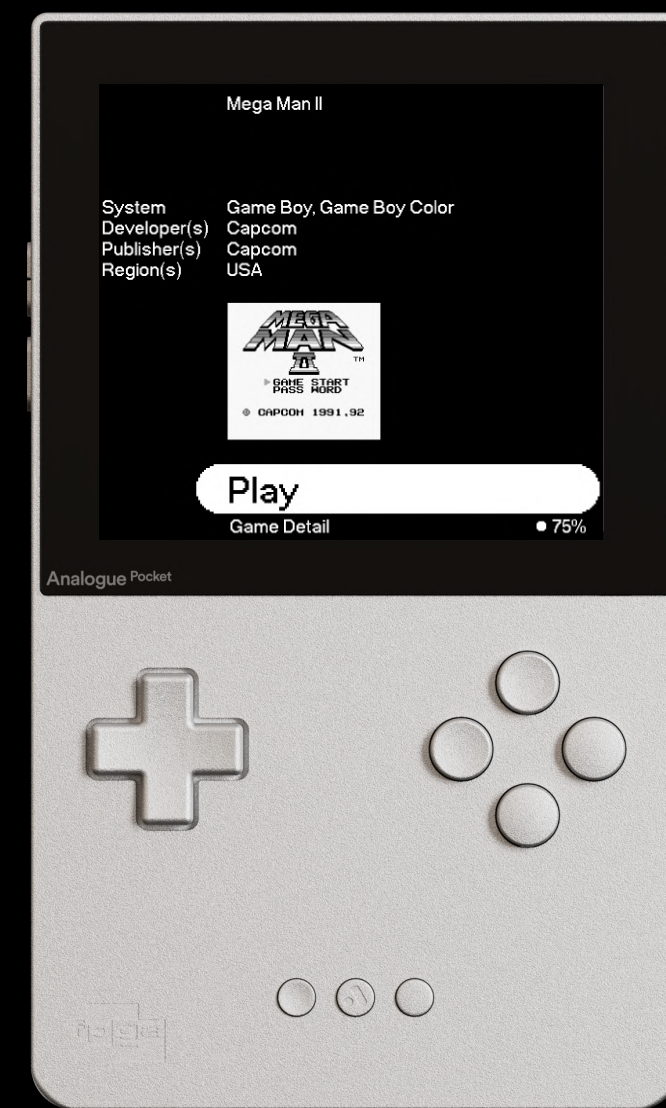 Mega Man II
System Game Boy, Game Boy Color
Developer(s) Capcom
Publisher(s) Capcom
Region(s) USA
MEGA
MAN
II
TM
GAME START
PASS WORD
© CAPCOM 1991,92
Play
Game Detail 75%
Analogue Pocket